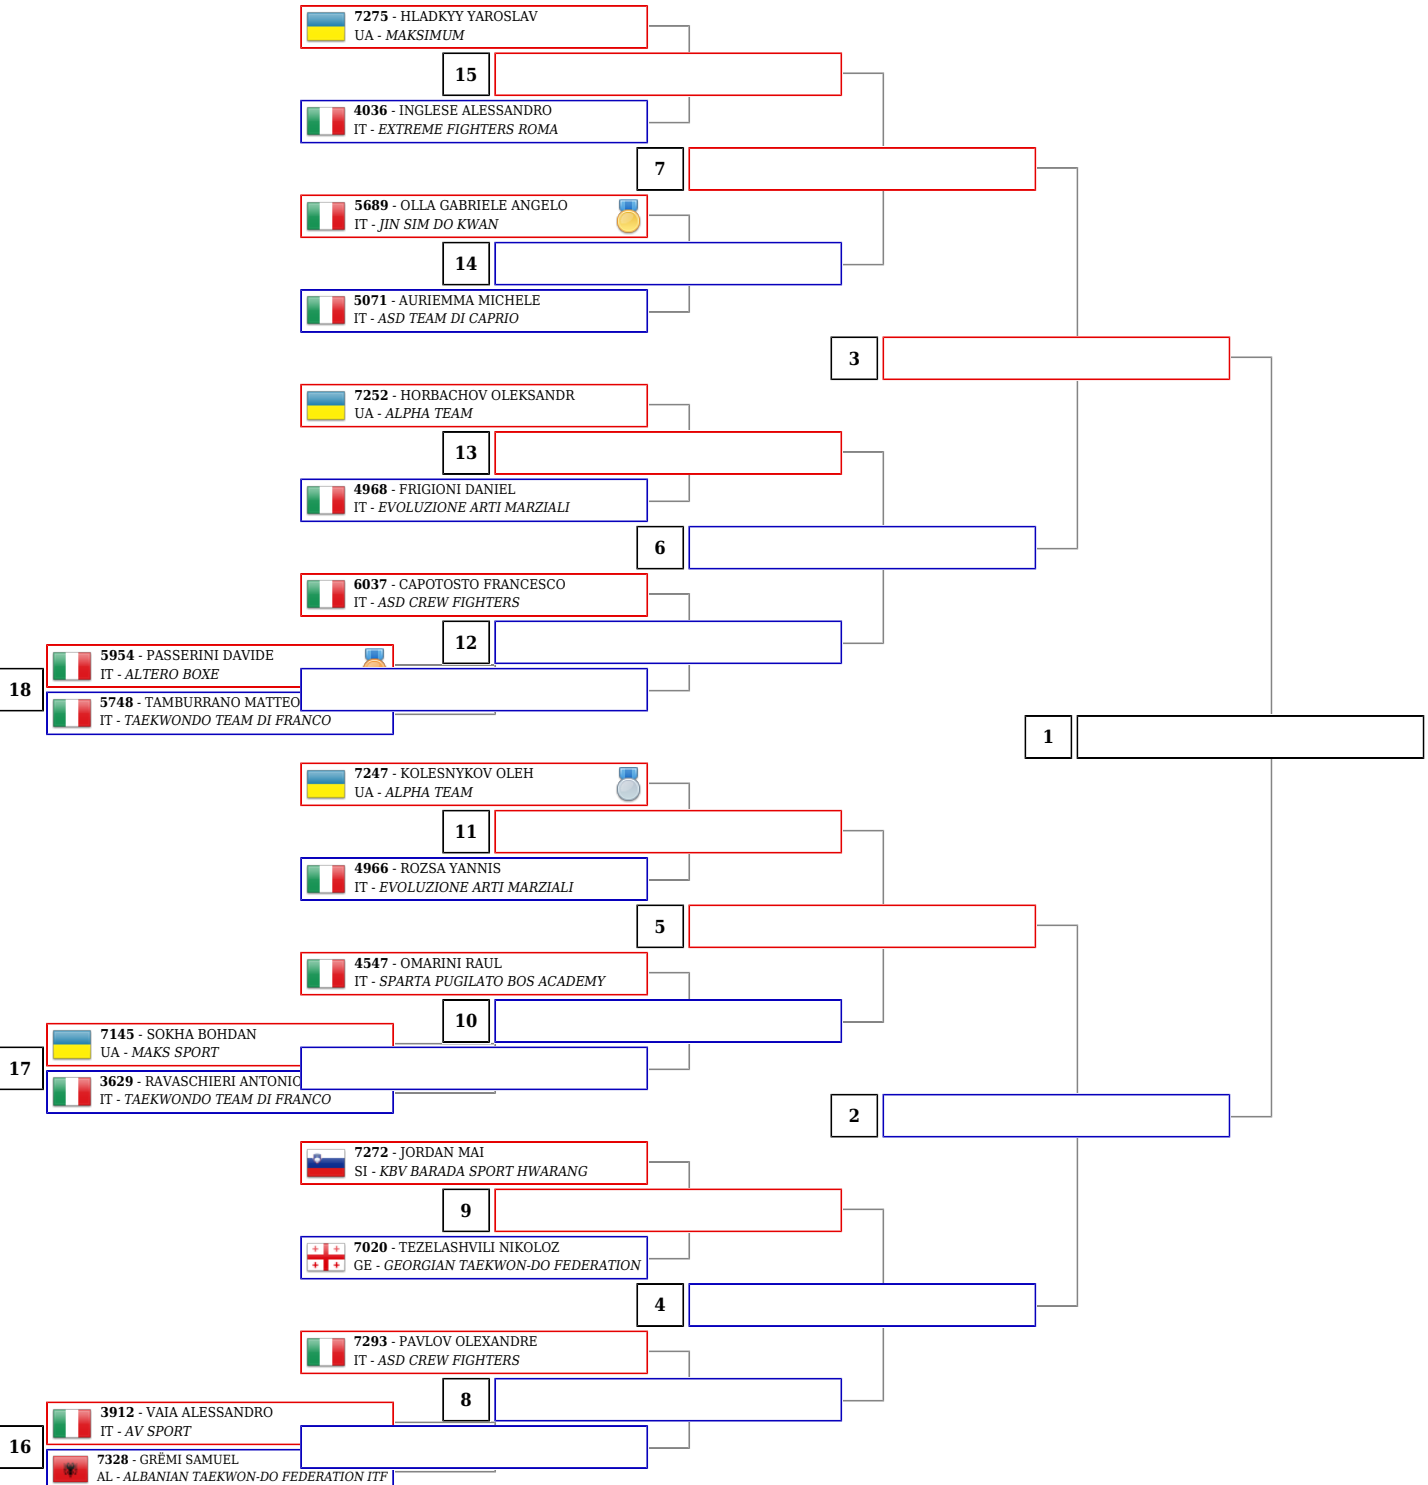 7275 - HLADKYY YAROSLAV
UA - MAKSIMUM
15
4036 - INGLESE ALESSANDRO
IT - EXTREME FIGHTERS ROMA
7
5689 - OLLA GABRIELE ANGELO
IT - JIN SIM DO KWAN
14
5071 - AURIEMMA MICHELE
IT - ASD TEAM DI CAPRIO
3
7252 - HORBACHOV OLEKSANDR
UA - ALPHA TEAM
13
4968 - FRIGIONI DANIEL
IT - EVOLUZIONE ARTI MARZIALI
6
6037 - CAPOTOSTO FRANCESCO
IT - ASD CREW FIGHTERS
12
5954 - PASSERINI DAVIDE
IT - ALTERO BOXE
18
5748 - TAMBURRANO MATTEO
IT - TAEKWONDO TEAM DI FRANCO
1
7247 - KOLESNYKOV OLEH
UA - ALPHA TEAM
11
4966 - ROZSA YANNIS
IT - EVOLUZIONE ARTI MARZIALI
5
4547 - OMARINI RAUL
IT - SPARTA PUGILATO BOS ACADEMY
10
7145 - SOKHA BOHDAN
UA - MAKS SPORT
17
3629 - RAVASCHIERI ANTONIO
IT - TAEKWONDO TEAM DI FRANCO
2
7272 - JORDAN MAI
SI - KBV BARADA SPORT HWARANG
9
7020 - TEZELASHVILI NIKOLOZ
GE - GEORGIAN TAEKWON-DO FEDERATION
4
7293 - PAVLOV OLEXANDRE
IT - ASD CREW FIGHTERS
8
3912 - VAIA ALESSANDRO
IT - AV SPORT
16
7328 - GRËMI SAMUEL
AL - ALBANIAN TAEKWON-DO FEDERATION ITF